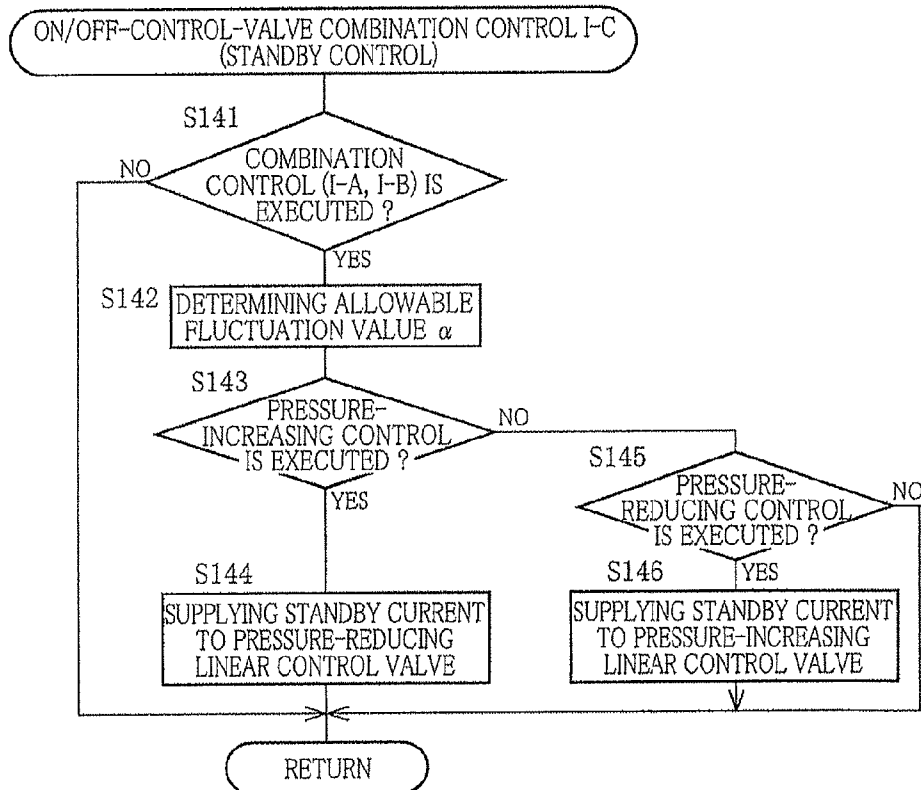 ON/OFF-CONTROL-VALVE COMBINATION CONTROL I-C
(STANDBY CONTROL)
S141
NO
COMBINATION
CONTROL (I-A, I-B) IS
EXECUTED ?
YES
S142
DETERMINING ALLOWABLE
FLUCTUATION VALUE α
S143
PRESSURE-
INCREASING CONTROL
IS EXECUTED ?
NO
YES
S145
PRESSURE-
REDUCING CONTROL
IS EXECUTED ?
NO
YES
S144
SUPPLYING STANDBY CURRENT
TO PRESSURE-REDUCING
LINEAR CONTROL VALVE
S146
SUPPLYING STANDBY CURRENT
TO PRESSURE-INCREASING
LINEAR CONTROL VALVE
RETURN